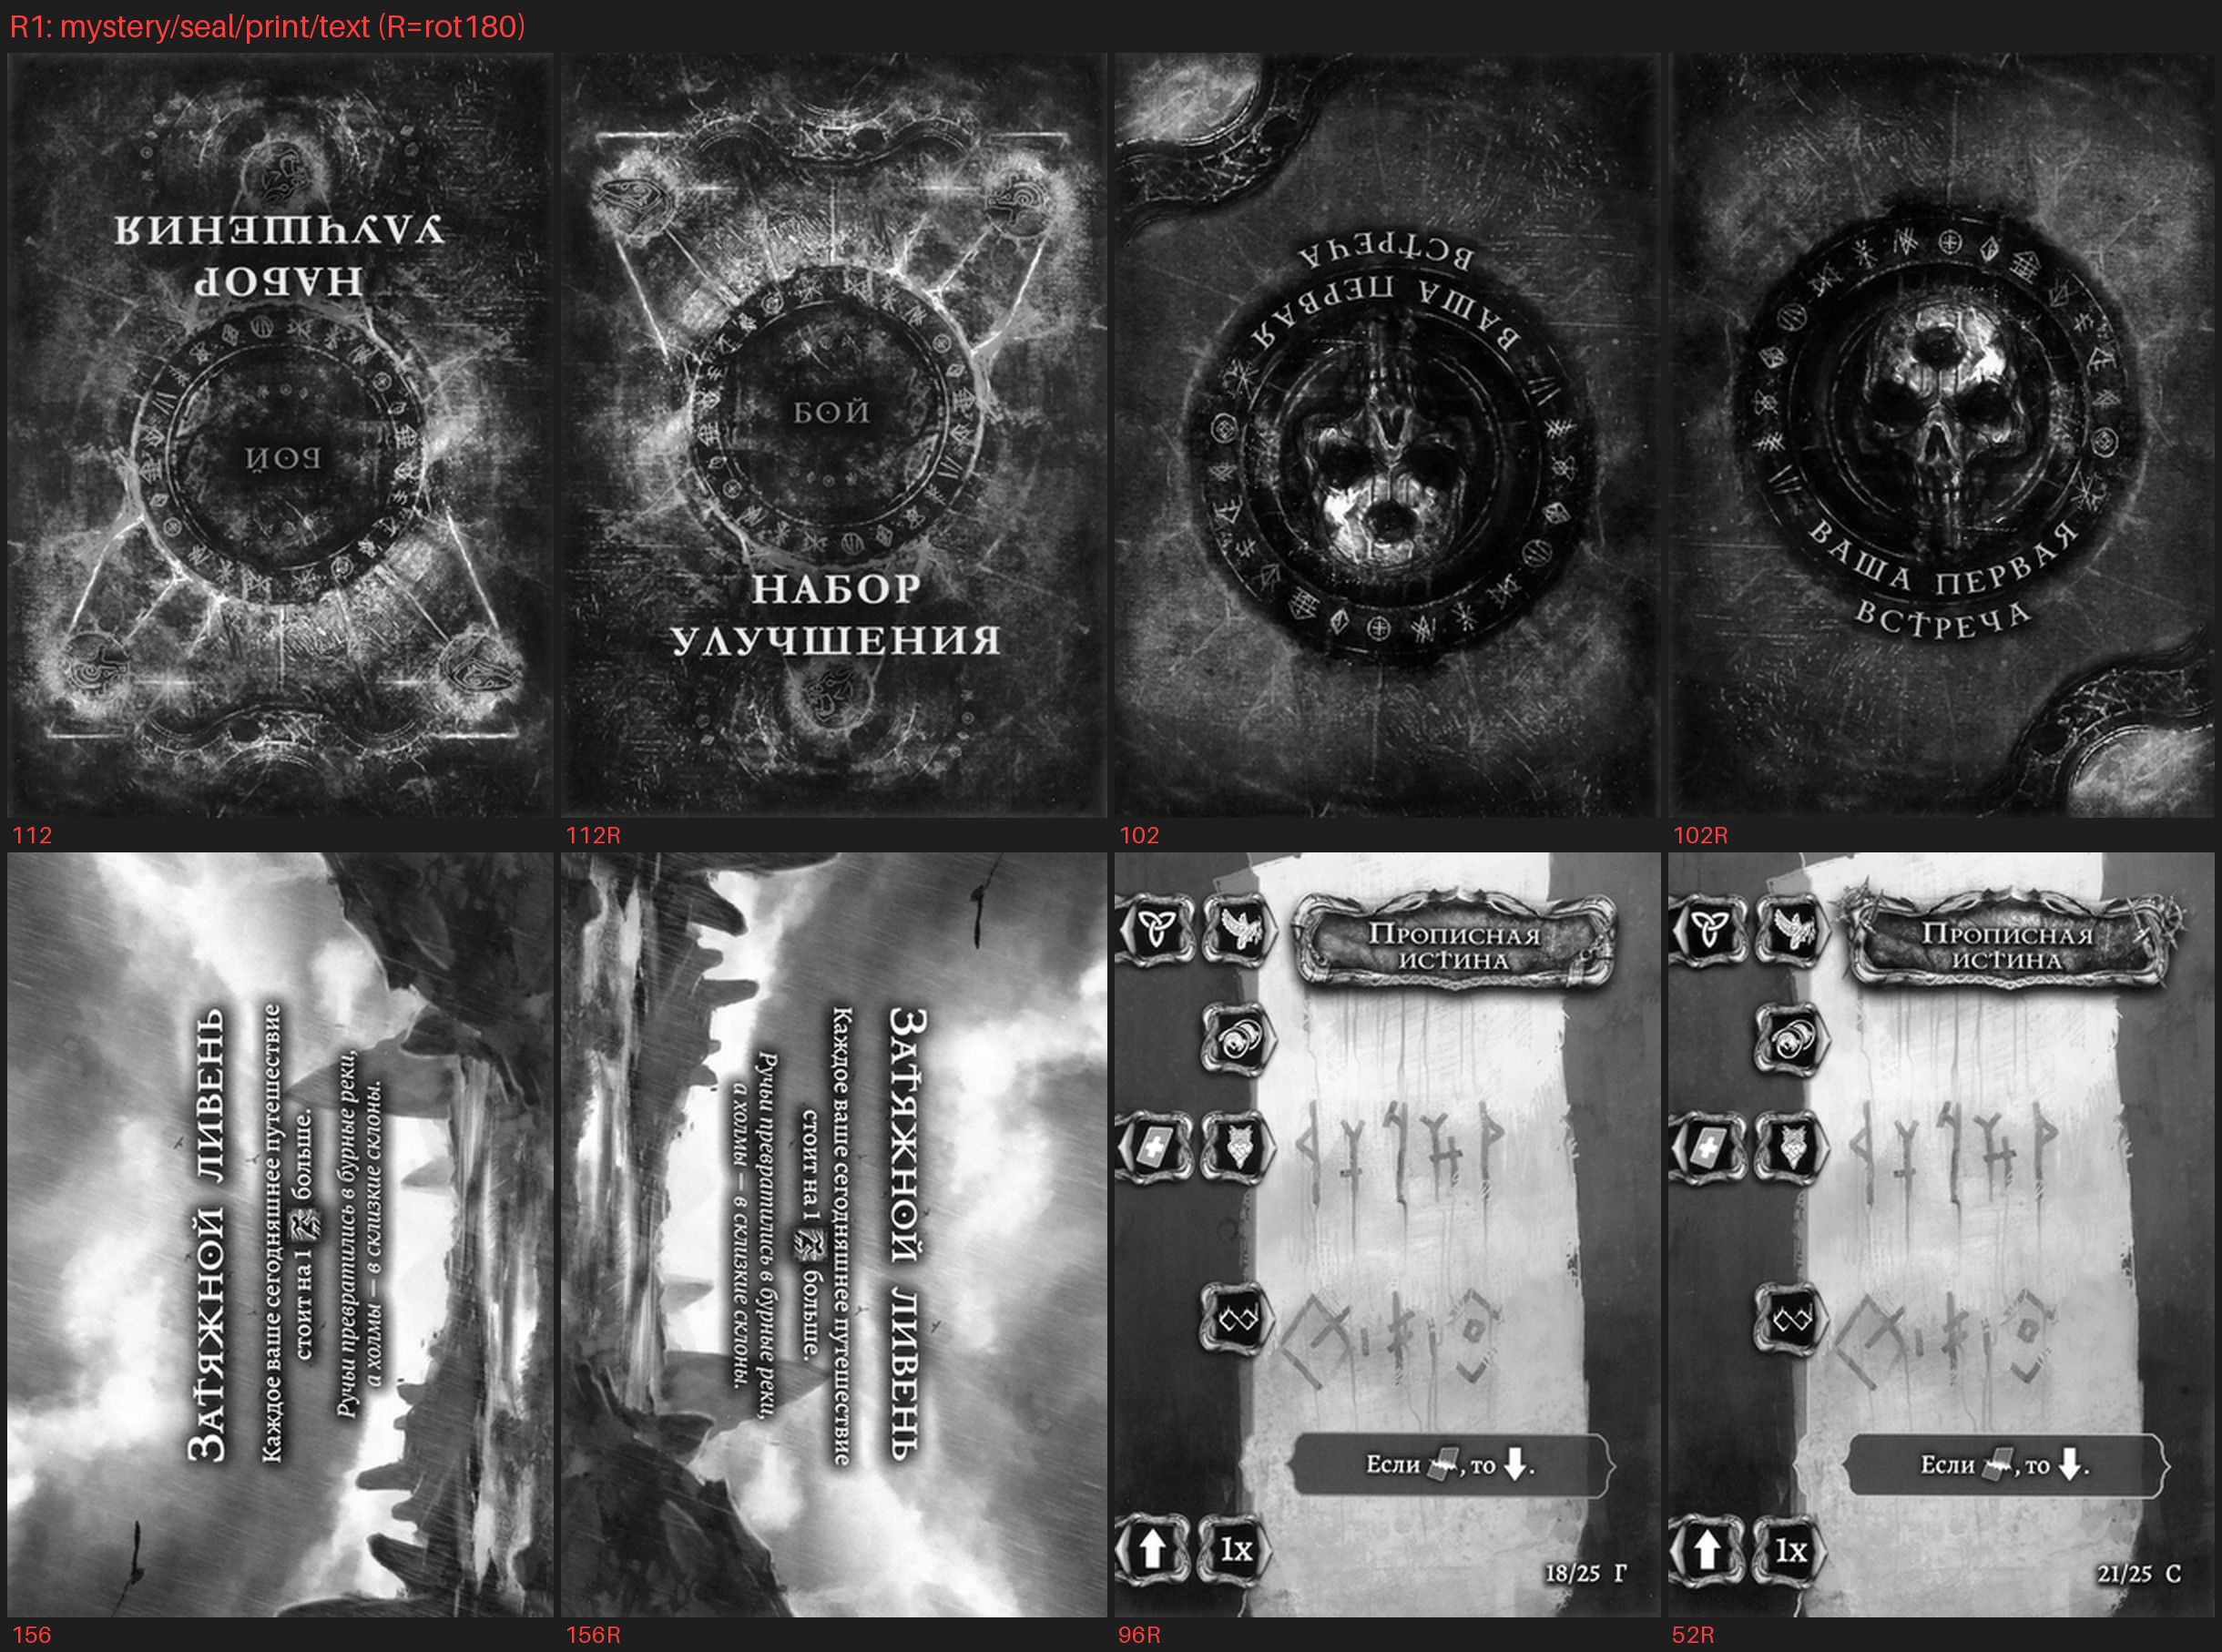 R1: mystery/seal/print/text (R=rot180)
НАБОР
УЛУЧШЕНИЯ
БОЙ
112
БОЙ
НАБОР
УЛУЧШЕНИЯ
112R
ВАША ПЕРВАЯ
ВСТРЕЧА
102
ВАША ПЕРВАЯ
ВСТРЕЧА
102R
Затяжной ливень
Каждое ваше сегодняшнее путешествие
стоит на 1 больше.
Ручьи превратились в бурные реки,
а холмы – в склизкие склоны.
156
Затяжной ливень
Каждое ваше сегодняшнее путешествие
стоит на 1 больше.
Ручьи превратились в бурные реки,
а холмы – в склизкие склоны.
156R
Прописная
истина
Если , то .
1x
18/25 Г
96R
Прописная
истина
Если , то .
1x
21/25 С
52R